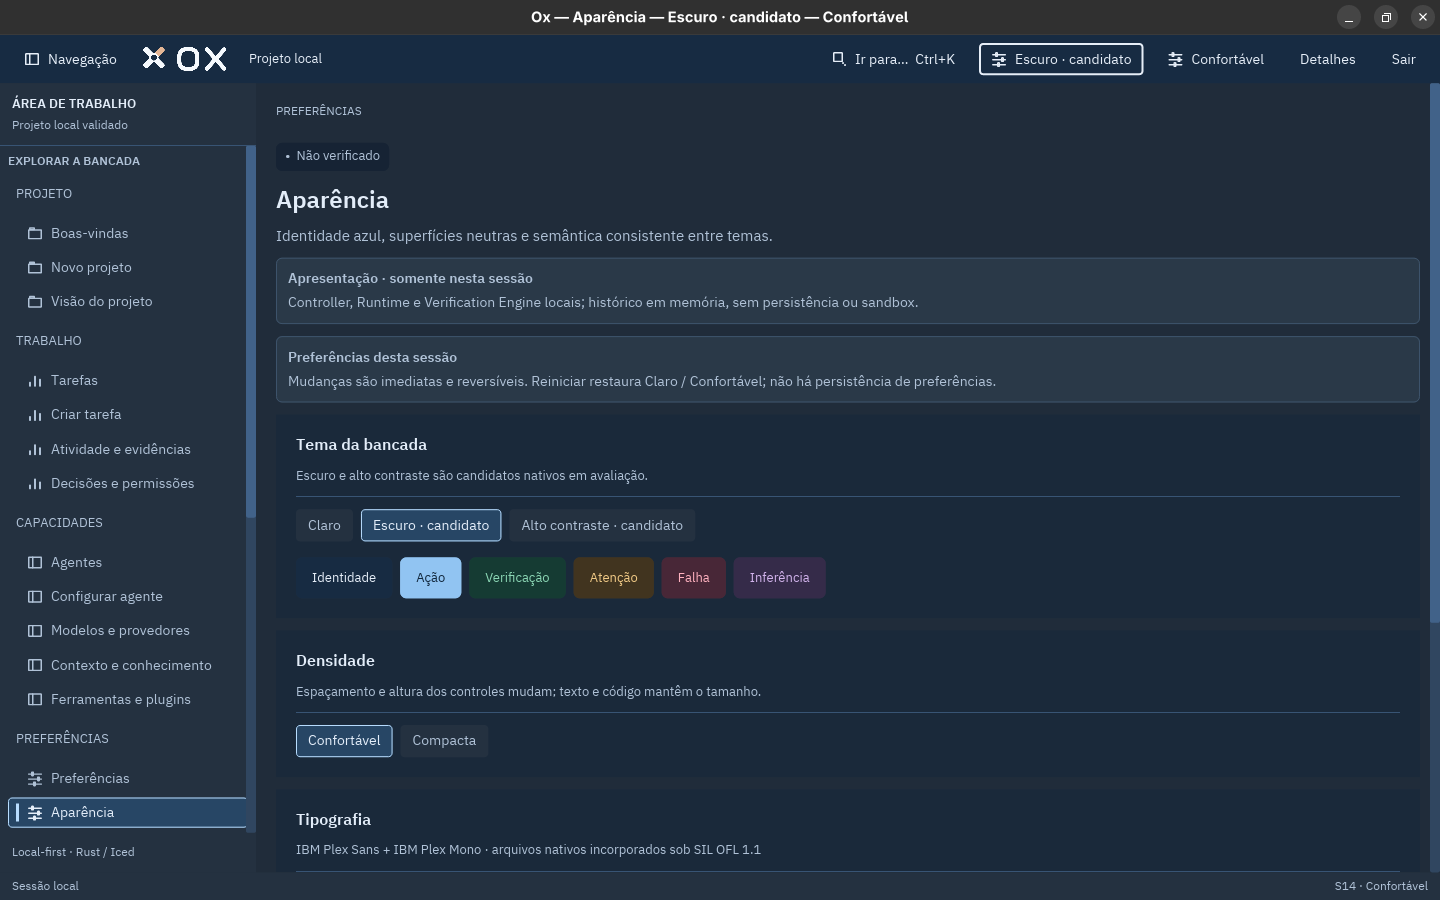 Ox — Aparência — Escuro · candidato — Confortável
Navegação
OX
Projeto local
Ir para... Ctrl+K
Escuro · candidato
Confortável
Detalhes
Sair
ÁREA DE TRABALHO
Projeto local validado
EXPLORAR A BANCADA
PROJETO
Boas-vindas
Novo projeto
Visão do projeto
TRABALHO
Tarefas
Criar tarefa
Atividade e evidências
Decisões e permissões
CAPACIDADES
Agentes
Configurar agente
Modelos e provedores
Contexto e conhecimento
Ferramentas e plugins
PREFERÊNCIAS
Preferências
Aparência
Local-first · Rust / Iced
PREFERÊNCIAS
• Não verificado
Aparência
Identidade azul, superfícies neutras e semântica consistente entre temas.
Apresentação · somente nesta sessão
Controller, Runtime e Verification Engine locais; histórico em memória, sem persistência ou sandbox.
Preferências desta sessão
Mudanças são imediatas e reversíveis. Reiniciar restaura Claro / Confortável; não há persistência de preferências.
Tema da bancada
Escuro e alto contraste são candidatos nativos em avaliação.
Claro
Escuro · candidato
Alto contraste · candidato
Identidade
Ação
Verificação
Atenção
Falha
Inferência
Densidade
Espaçamento e altura dos controles mudam; texto e código mantêm o tamanho.
Confortável
Compacta
Tipografia
IBM Plex Sans + IBM Plex Mono · arquivos nativos incorporados sob SIL OFL 1.1
Sessão local
S14 · Confortável